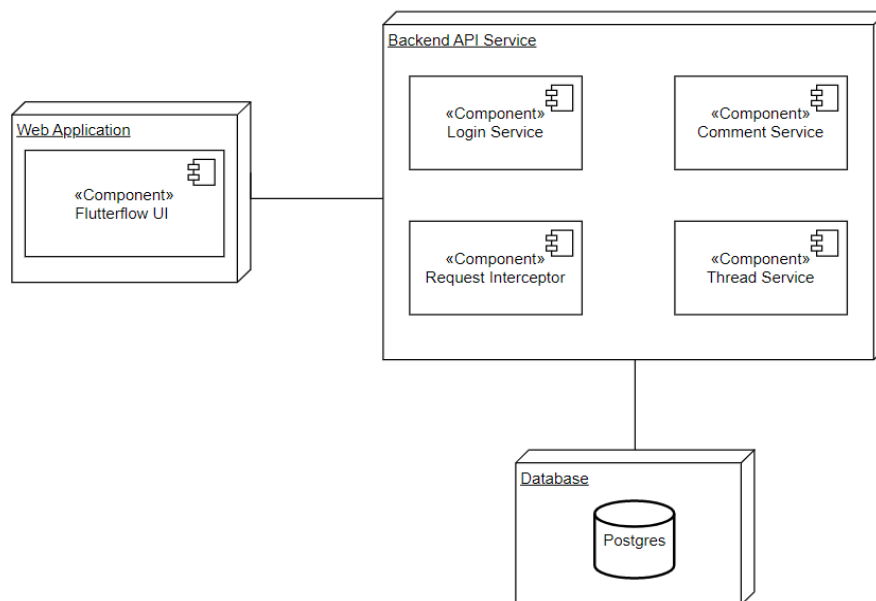 Backend API Service
«Component»
Login Service
«Component»
Comment Service
Web Application
«Component»
Flutterflow UI
«Component»
Request Interceptor
«Component»
Thread Service
Database
Postgres